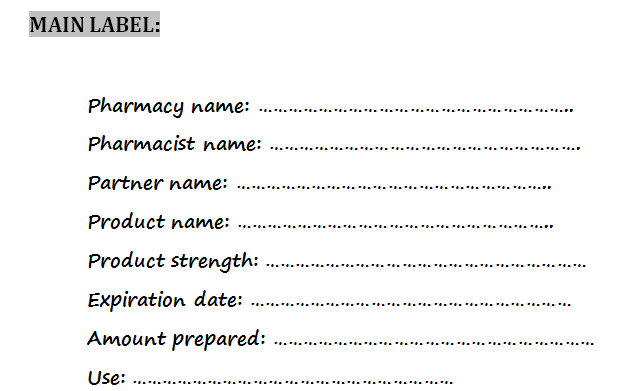 MAIN LABEL:
Pharmacy name: ……………………………………………………..
Pharmacist name: …………………………………………………….
Partner name: ……………………………………………………..
Product name: ……………………………………………………..
Product strength: ………………………………………………………
Expiration date: ………………………………………………………
Amount prepared: ………………………………………………………
Use: ………………………………………………………